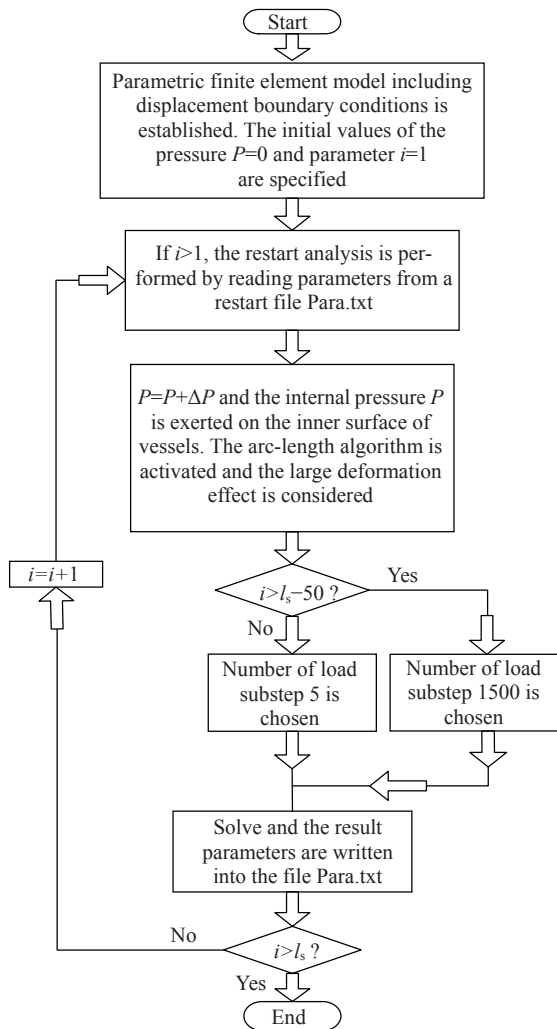 Start
Parametric finite element model including
displacement boundary conditions is
established. The initial values of the
pressure P=0 and parameter i=1
are specified
If i>1, the restart analysis is per-
formed by reading parameters from a
restart file Para.txt
P=P+ΔP and the internal pressure P
is exerted on the inner surface of
vessels. The arc-length algorithm is
activated and the large deformation
effect is considered
i=i+1
i>lₛ−50 ?
Yes
No
Number of load
substep 5 is
chosen
Number of load
substep 1500 is
chosen
Solve and the result
parameters are written
into the file Para.txt
No
i>lₛ ?
Yes
End